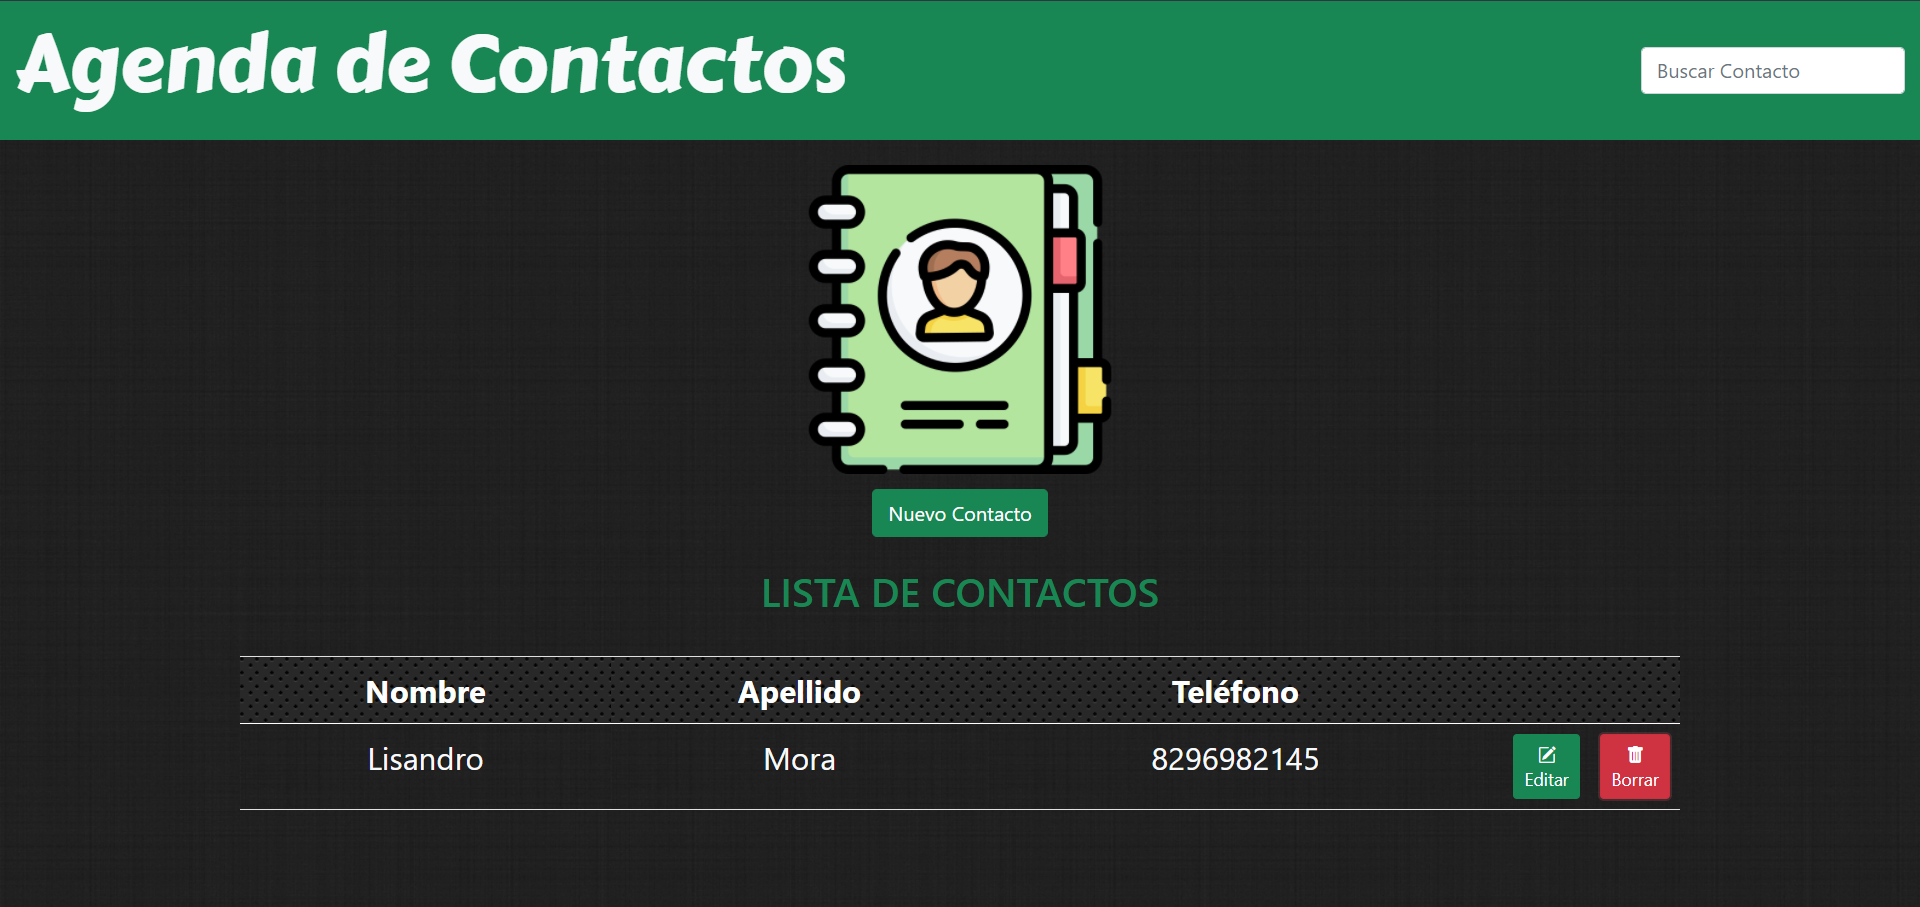 Agenda de Contactos
Buscar Contacto
Nuevo Contacto
LISTA DE CONTACTOS
Nombre Apellido Teléfono
Lisandro Mora 8296982145 Editar Borrar